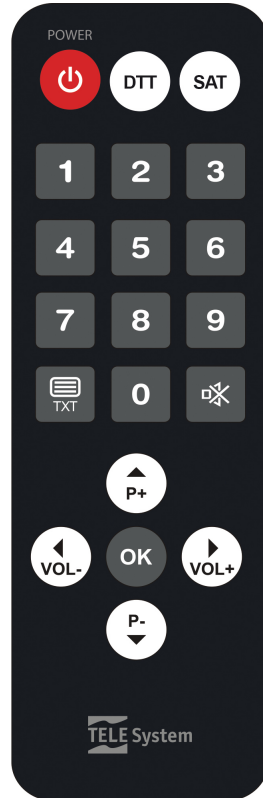 POWER
DTT SAT
1 2 3
4 5 6
7 8 9
TXT 0
P+
VOL- OK VOL+
P-
TELE System